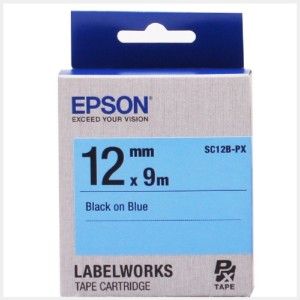 EPSON
EXCEED YOUR VISION
12 mm x 9m
SC12B-PX
Black on Blue
LABELWORKS
TAPE CARTRIDGE
PX
TAPE